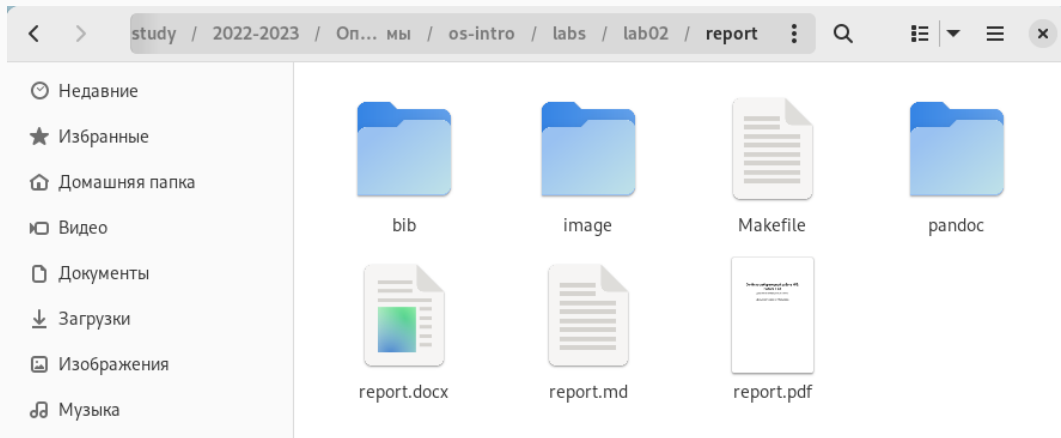 study / 2022-2023 / Оп... мы / os-intro / labs / lab02 / report
Недавние
Избранные
Домашняя папка
Видео
Документы
Загрузки
Изображения
Музыка
bib
image
Makefile
pandoc
report.docx
report.md
report.pdf